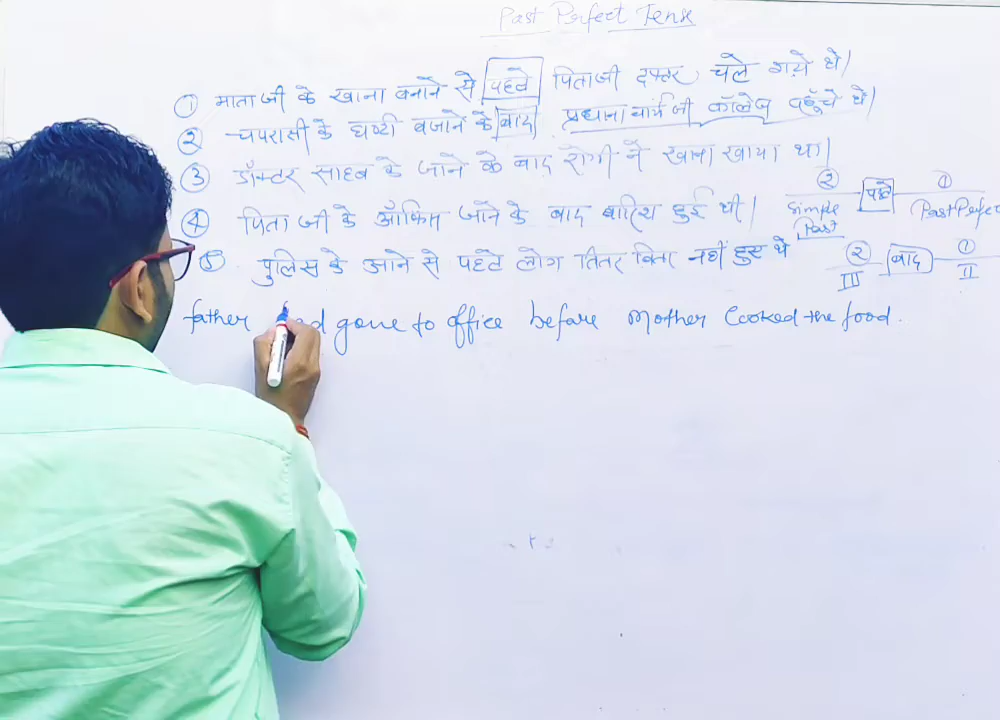 Past Perfect Tense
① माता जी के खाना बनाने से पहले पिताजी दफ्तर चले गये थे।
② चपरासी के घण्टी बजाने के बाद प्रधानाचार्य जी कॉलेज पहुँचे थे।
③ डॉक्टर साहब के जाने के बाद रोगी ने खाना खाया था।
④ पिता जी के ऑफिस जाने के बाद बारिश हुई थी।
② पहले ①
Simple Past Past Perfect
⑤ पुलिस के आने से पहले लोग तितर बितर नहीं हुए थे
② बाद ①
III II
father had gone to office before Mother Cooked the food.